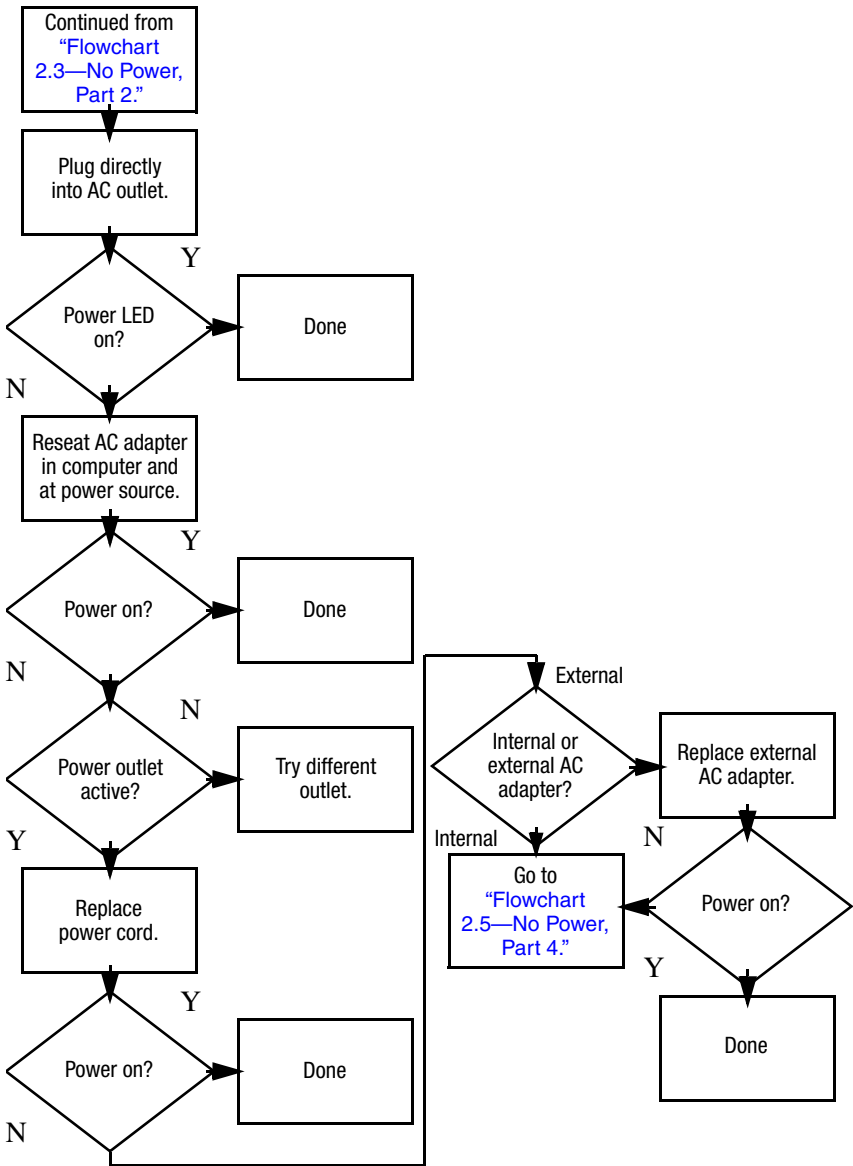 Continued from
“Flowchart
2.3—No Power,
Part 2.”
Plug directly
into AC outlet.
Y
Power LED
on?
Done
N
Reseat AC adapter
in computer and
at power source.
Y
Power on?
Done
N
N
Power outlet
active?
Try different
outlet.
Y
Replace
power cord.
Y
Power on?
Done
N
External
Internal or
external AC
adapter?
Replace external
AC adapter.
Internal
N
Go to
“Flowchart
2.5—No Power,
Part 4.”
Power on?
Y
Done